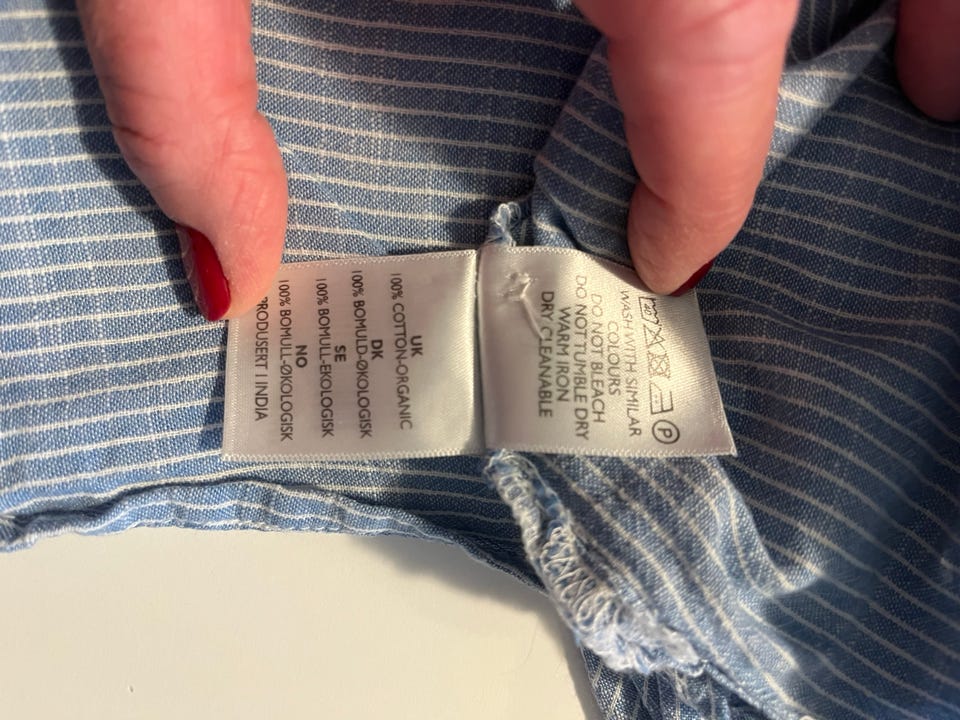 40 P
WASH WITH SIMILAR
COLOURS
DO NOT BLEACH
DO NOT TUMBLE DRY
WARM IRON
DRY CLEANABLE
UK
100% COTTON-ORGANIC
DK
100% BOMULD-ØKOLOGISK
SE
100% BOMULL-EKOLOGISK
NO
100% BOMULL-ØKOLOGISK
PRODUSERT I INDIA